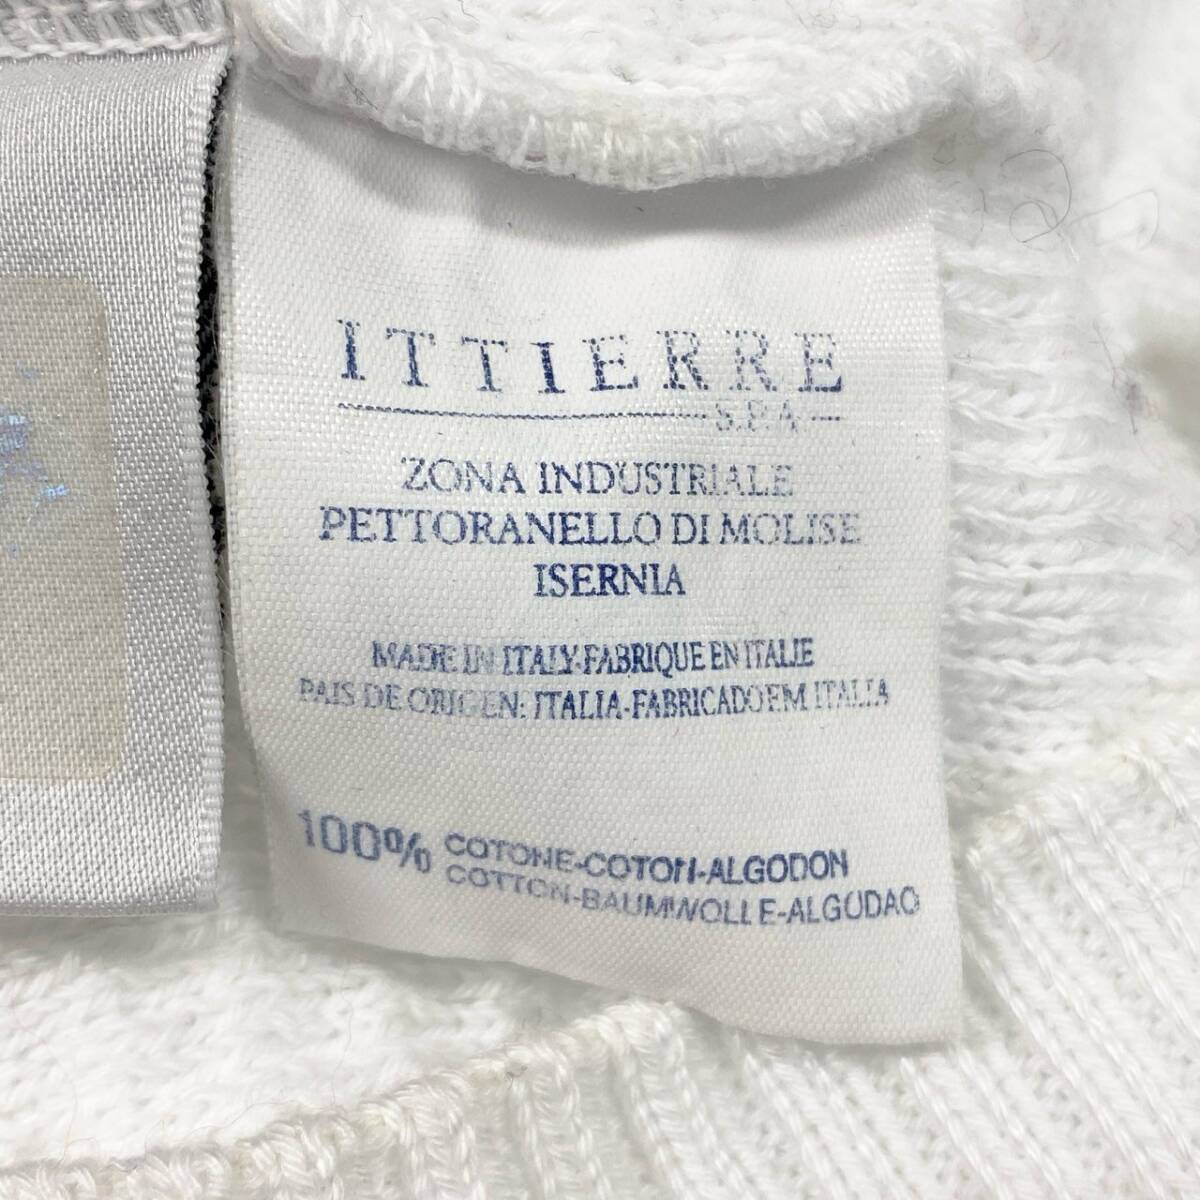 ITTIERRE
S.P.A
ZONA INDUSTRIALE
PETTORANELLO DI MOLISE
ISERNIA
MADE IN ITALY-FABRIQUE EN ITALIE
PAIS DE ORIGEN: ITALIA-FABRICADO EM ITALIA
100% COTONE-COTON-ALGODON
COTTON-BAUMWOLLE-ALGODAO